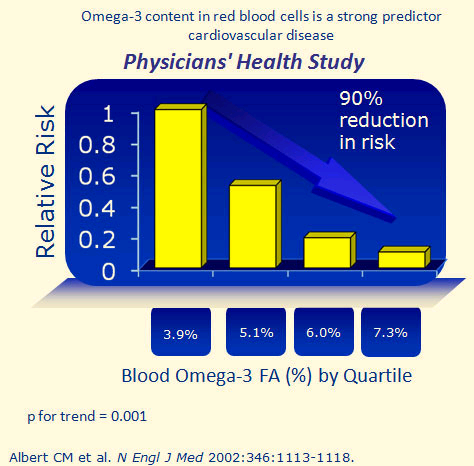 Omega-3 content in red blood cells is a strong predictor
cardiovascular disease
Physicians' Health Study
90%
reduction
in risk
Relative Risk
1
0.8
0.6
0.4
0.2
0
3.9%
5.1%
6.0%
7.3%
Blood Omega-3 FA (%) by Quartile
p for trend = 0.001
Albert CM et al. N Engl J Med 2002:346:1113-1118.